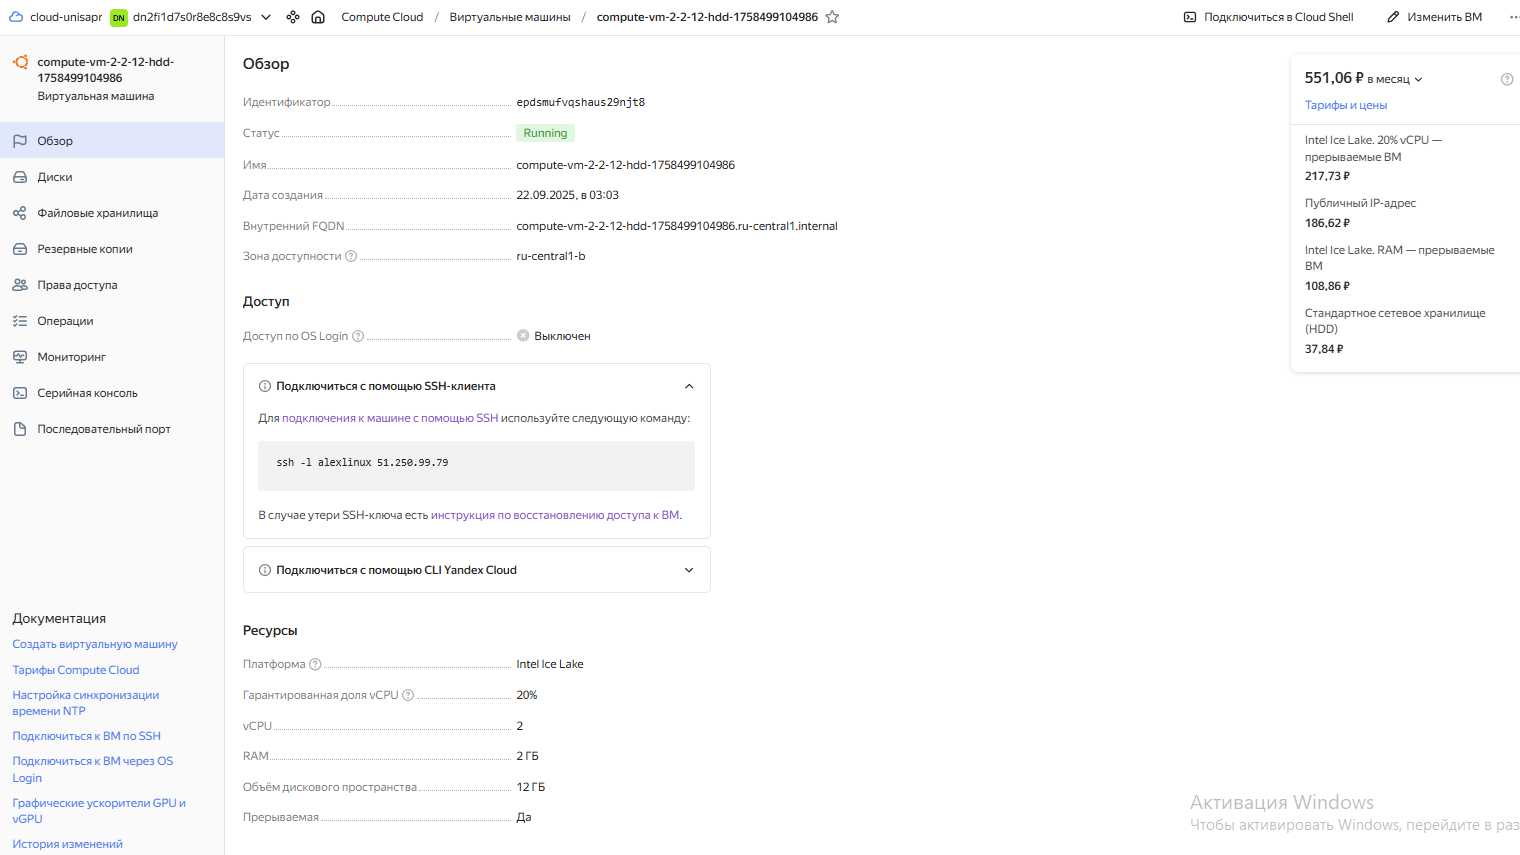 cloud-unisapr DN dn2fi1d7s0r8e8c8s9vs Compute Cloud / Виртуальные машины / compute-vm-2-2-12-hdd-1758499104986 Подключиться в Cloud Shell Изменить ВМ
compute-vm-2-2-12-hdd-
1758499104986
Виртуальная машина
Обзор
Диски
Файловые хранилища
Резервные копии
Права доступа
Операции
Мониторинг
Серийная консоль
Последовательный порт
Документация
Создать виртуальную машину
Тарифы Compute Cloud
Настройка синхронизации
времени NTP
Подключиться к ВМ по SSH
Подключиться к ВМ через OS
Login
Графические ускорители GPU и
vGPU
История изменений
Обзор
Идентификатор epdsmufvqshaus29njt8
Статус Running
Имя compute-vm-2-2-12-hdd-1758499104986
Дата создания 22.09.2025, в 03:03
Внутренний FQDN compute-vm-2-2-12-hdd-1758499104986.ru-central1.internal
Зона доступности ru-central1-b
Доступ
Доступ по OS Login Выключен
Подключиться с помощью SSH-клиента
Для подключения к машине с помощью SSH используйте следующую команду:
ssh -l alexlinux 51.250.99.79
В случае утери SSH-ключа есть инструкция по восстановлению доступа к ВМ.
Подключиться с помощью CLI Yandex Cloud
Ресурсы
Платформа Intel Ice Lake
Гарантированная доля vCPU 20%
vCPU 2
RAM 2 ГБ
Объём дискового пространства 12 ГБ
Прерываемая Да
551,06 ₽ в месяц
Тарифы и цены
Intel Ice Lake. 20% vCPU —
прерываемые ВМ
217,73 ₽
Публичный IP-адрес
186,62 ₽
Intel Ice Lake. RAM — прерываемые
ВМ
108,86 ₽
Стандартное сетевое хранилище
(HDD)
37,84 ₽
Активация Windows
Чтобы активировать Windows, перейдите в раз